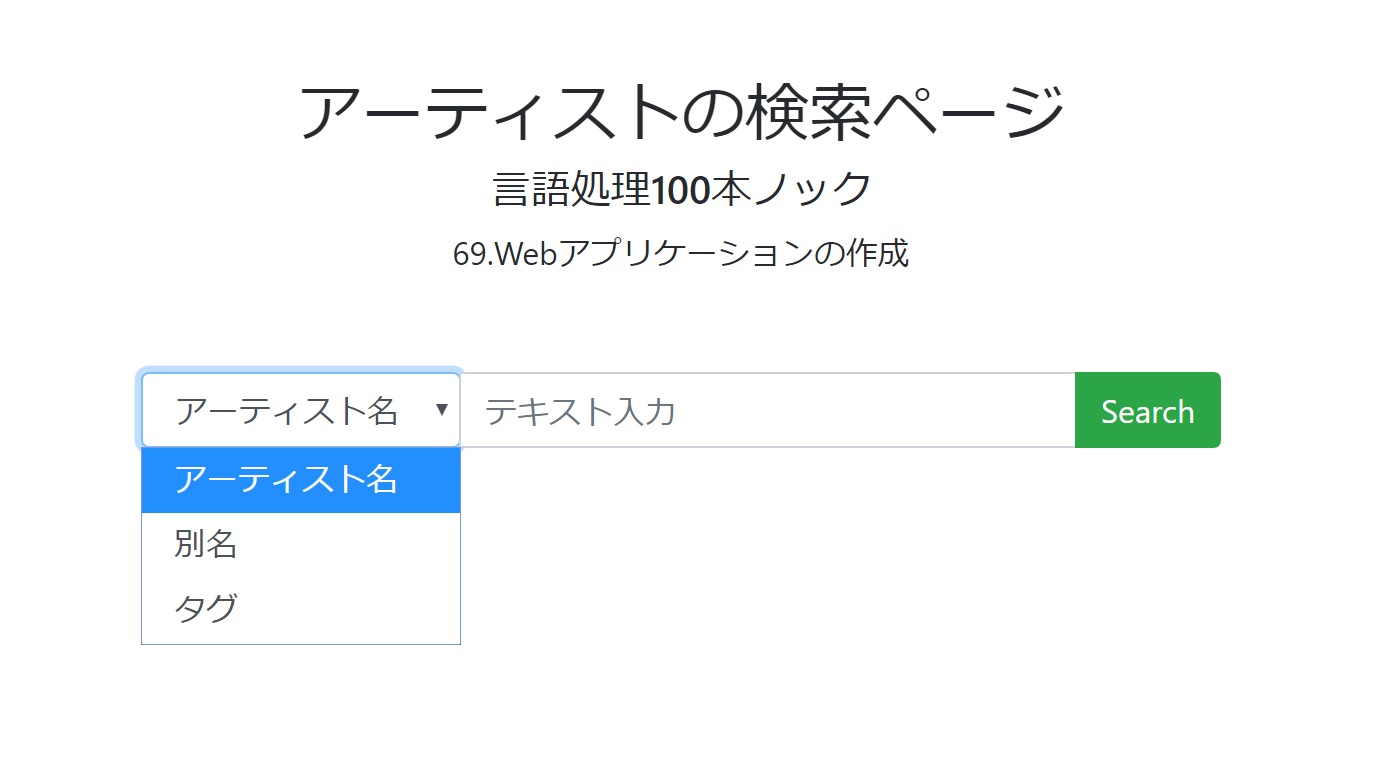 アーティストの検索ページ
言語処理100本ノック
69.Webアプリケーションの作成
アーティスト名 ▼ テキスト入力 Search
アーティスト名
別名
タグ